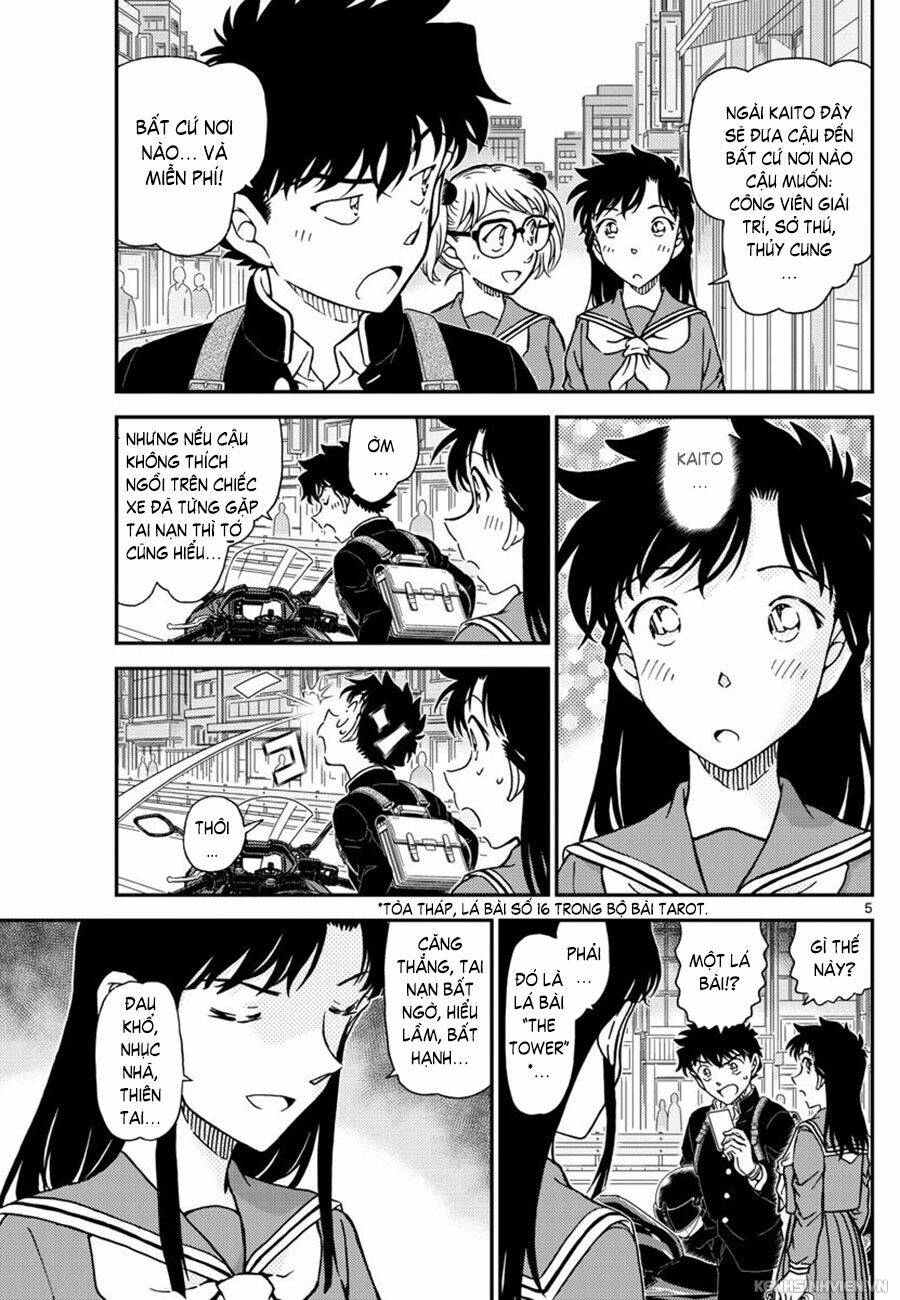 NGÀI KAITO ĐÂY
SẼ ĐƯA CẬU ĐẾN
BẤT CỨ NƠI NÀO
CẬU MUỐN:
CÔNG VIÊN GIẢI
TRÍ, SỞ THÚ,
THỦY CUNG
...
BẤT CỨ NƠI
NÀO... VÀ
MIỄN PHÍ!
KAITO
...
ỜM
...
NHƯNG NẾU CẬU
KHÔNG THÍCH
NGỒI TRÊN CHIẾC
XE ĐÃ TỪNG GẶP
TAI NẠN THÌ TỚ
CŨNG HIỂU...
コ
THÔI
...
*TÒA THÁP, LÁ BÀI SỐ 16 TRONG BỘ BÀI TAROT.
5
GÌ THẾ
NÀY?
MỘT LÁ
BÀI!?
PHẢI
...
ĐÓ LÀ
LÁ BÀI
"THE
TOWER"
*...
CĂNG
THẲNG, TAI
NẠN BẤT
NGỜ, HIỂU
LẦM, BẤT
HẠNH...
ĐAU
KHỔ,
NHỤC
NHÃ,
THIÊN
TAI...
KENHSINHVIEN.VN